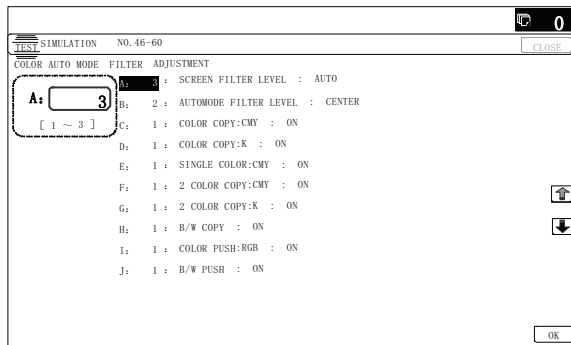 0
TEST SIMULATION NO.46-60
CLOSE
COLOR AUTO MODE FILTER ADJUSTMENT
A: 3
[ 1 ~ 3 ]
A: 3 : SCREEN FILTER LEVEL : AUTO
B: 2 : AUTOMODE FILTER LEVEL : CENTER
C: 1 : COLOR COPY:CMY : ON
D: 1 : COLOR COPY:K : ON
E: 1 : SINGLE COLOR:CMY : ON
F: 1 : 2 COLOR COPY:CMY : ON
G: 1 : 2 COLOR COPY:K : ON
H: 1 : B/W COPY : ON
I: 1 : COLOR PUSH:RGB : ON
J: 1 : B/W PUSH : ON
OK